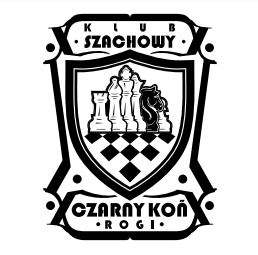 KLUB
· SZACHOWY ·
CZARNY KOŃ
· ROGI ·